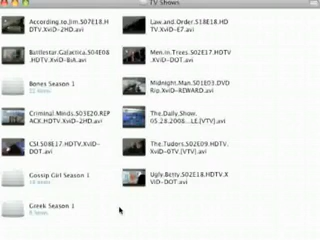 TV Shows
According.to.Jim.S07E18.H
DTV.XviD-2HD.avi
Law.and.Order.S18E18.HD
TV.XviD-
Battlestar.Galactica.S04E06
.HDTV.XviD-
Men.in.Trees.S02E17.HDTV
.XviD-DOT.avi
Bones Season 1
Midnight.Man.S01E03.DVD
Rip.XviD-REWARD.avi
Criminal.Minds.S03E20.REP
ACK.HDTV.XviD-2HD.avi
The.Daily.Show.
05.28.2008...L.[VTV].avi
CSI.S08E17.HDTV.XviD-
DOT.avi
The.Tudors.S02E09.HDTV.
XviD-0TV.[VTV].avi
Gossip Girl Season 1
Ugly.Betty.S02E18.HDTV.X
viD-DOT.avi
Greek Season 1